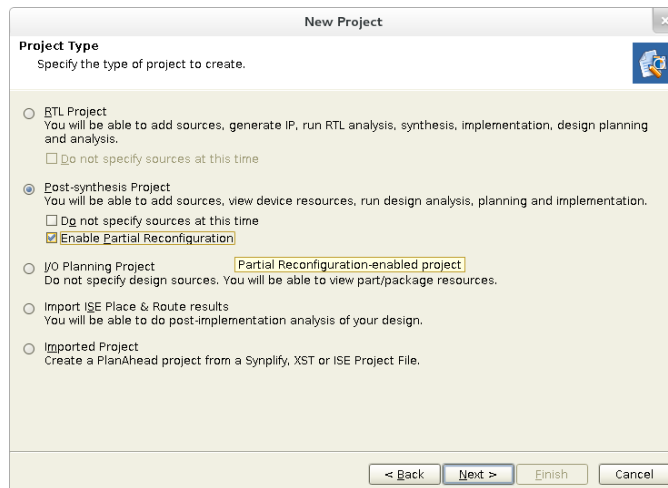 New Project
Project Type
Specify the type of project to create.
RTL Project
You will be able to add sources, generate IP, run RTL analysis, synthesis, implementation, design planning
and analysis.
Do not specify sources at this time
Post-synthesis Project
You will be able to add sources, view device resources, run design analysis, planning and implementation.
Do not specify sources at this time
Enable Partial Reconfiguration
I/O Planning Project
Partial Reconfiguration-enabled project
Do not specify design sources. You will be able to view part/package resources.
Import ISE Place & Route results
You will be able to do post-implementation analysis of your design.
Imported Project
Create a PlanAhead project from a Synplify, XST or ISE Project File.
< Back
Next >
Finish
Cancel